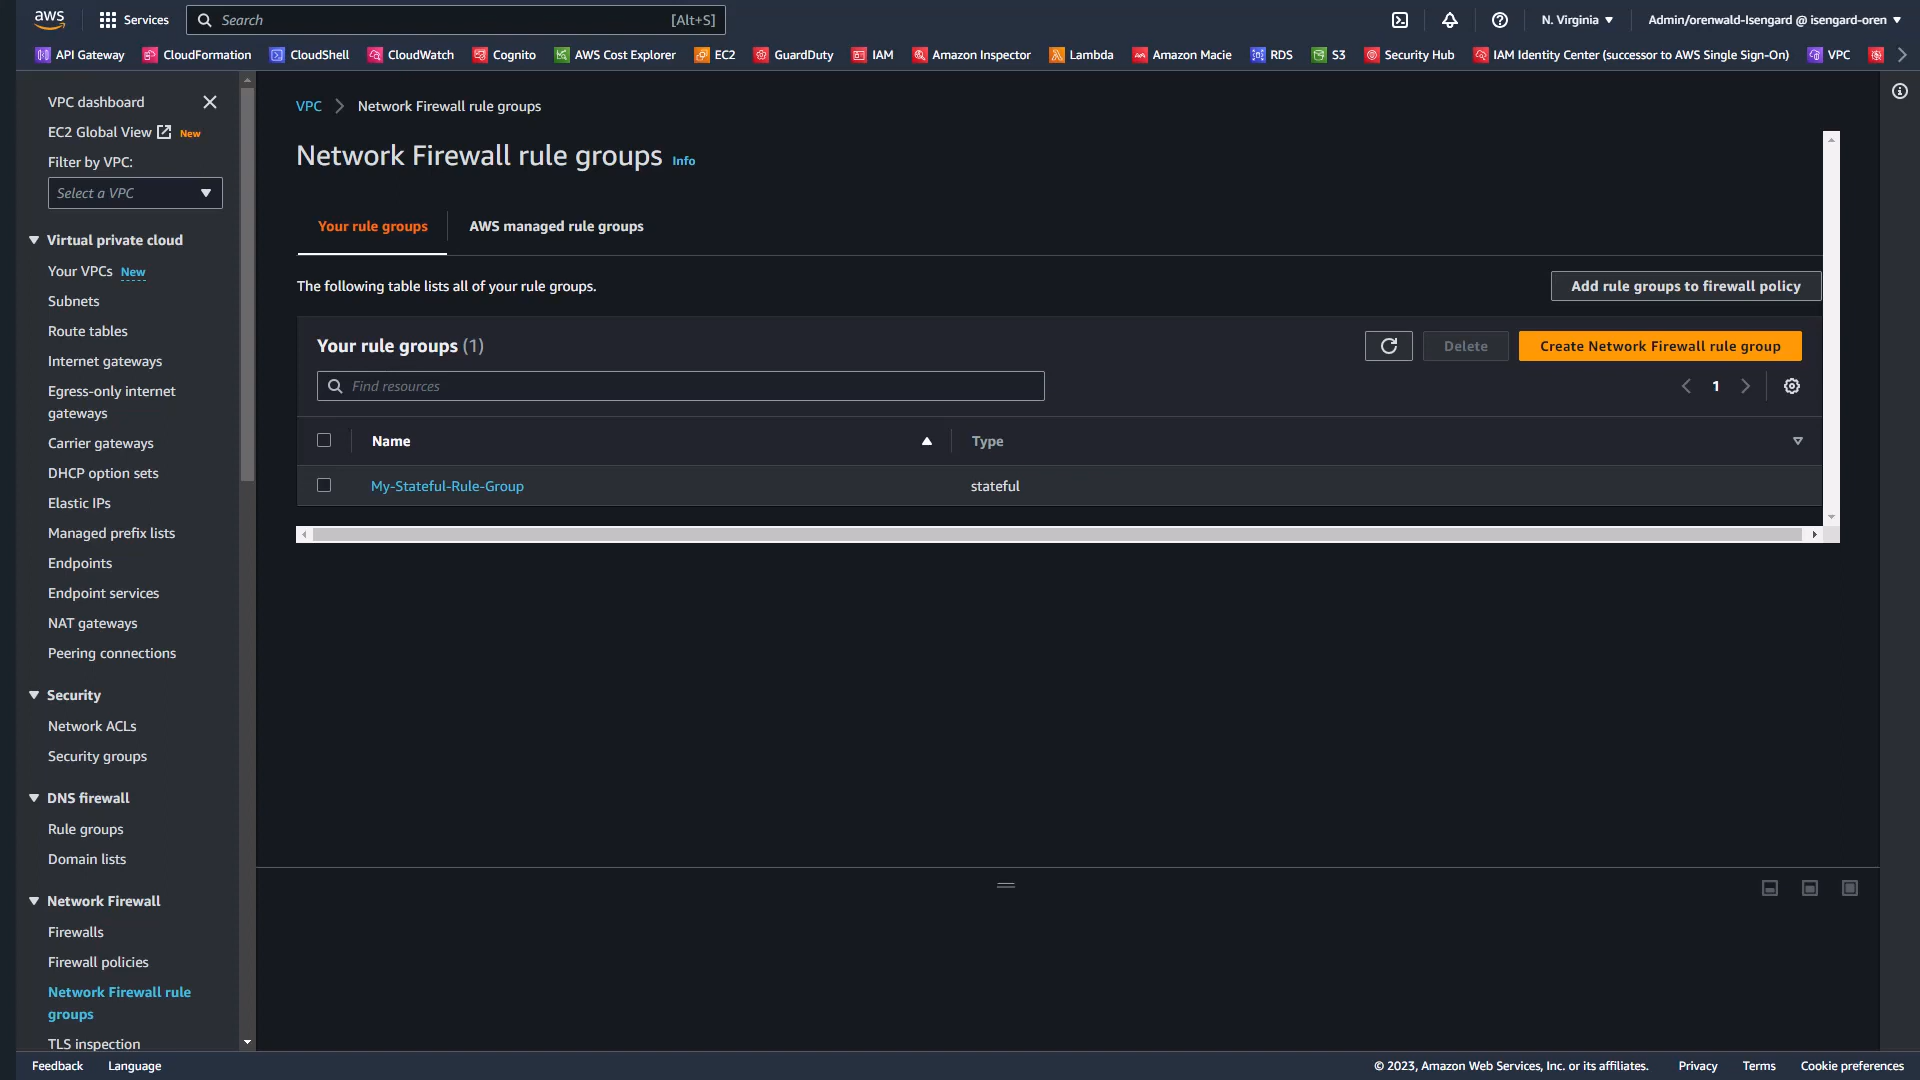 aws
Services
Search
[Alt+S]
N. Virginia
Admin/orenwald-Isengard @ isengard-oren
API Gateway
CloudFormation
CloudShell
CloudWatch
Cognito
AWS Cost Explorer
EC2
GuardDuty
IAM
Amazon Inspector
Lambda
Amazon Macie
RDS
S3
Security Hub
IAM Identity Center (successor to AWS Single Sign-On)
VPC
VPC dashboard
EC2 Global View New
Filter by VPC:
Select a VPC
Virtual private cloud
Your VPCs New
Subnets
Route tables
Internet gateways
Egress-only internet
gateways
Carrier gateways
DHCP option sets
Elastic IPs
Managed prefix lists
Endpoints
Endpoint services
NAT gateways
Peering connections
Security
Network ACLs
Security groups
DNS firewall
Rule groups
Domain lists
Network Firewall
Firewalls
Firewall policies
Network Firewall rule
groups
TLS inspection
VPC
Network Firewall rule groups
Network Firewall rule groups Info
Your rule groups
AWS managed rule groups
The following table lists all of your rule groups.
Add rule groups to firewall policy
Your rule groups (1)
Delete
Create Network Firewall rule group
Find resources
1
Name
Type
My-Stateful-Rule-Group
stateful
Feedback
Language
© 2023, Amazon Web Services, Inc. or its affiliates.
Privacy
Terms
Cookie preferences